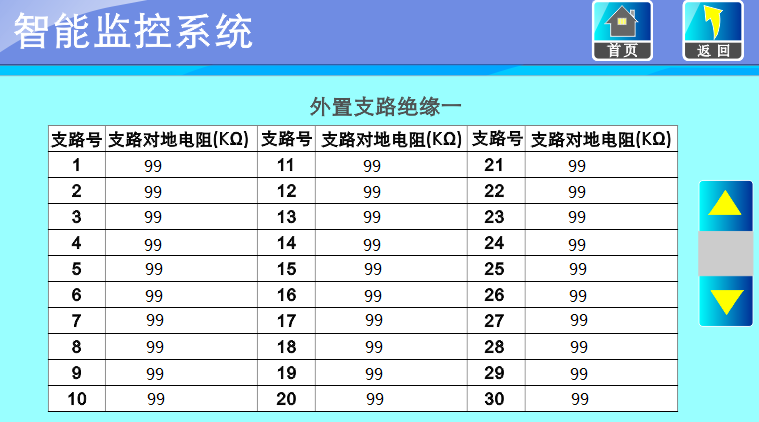 智能监控系统
首页
返回
外置支路绝缘一
支路号 支路对地电阻(KΩ) 支路号 支路对地电阻(KΩ) 支路号 支路对地电阻(KΩ)
1 99 11 99 21 99
2 99 12 99 22 99
3 99 13 99 23 99
4 99 14 99 24 99
5 99 15 99 25 99
6 99 16 99 26 99
7 99 17 99 27 99
8 99 18 99 28 99
9 99 19 99 29 99
10 99 20 99 30 99